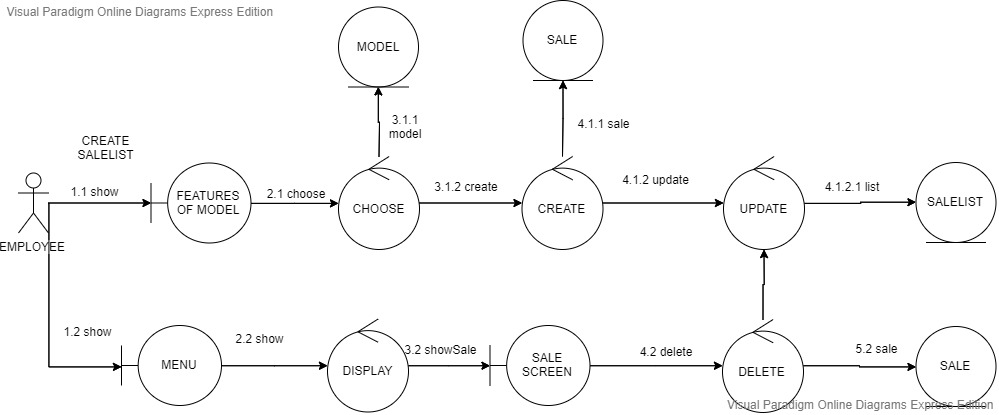 Visual Paradigm Online Diagrams Express Edition
MODEL
SALE
3.1.1
model
4.1.1 sale
CREATE
SALELIST
1.1 show
FEATURES
OF MODEL
2.1 choose
CHOOSE
3.1.2 create
CREATE
4.1.2 update
UPDATE
4.1.2.1 list
SALELIST
EMPLOYEE
1.2 show
MENU
2.2 show
DISPLAY
3.2 showSale
SALE
SCREEN
4.2 delete
DELETE
5.2 sale
SALE
Visual Paradigm Online Diagrams Express Edition